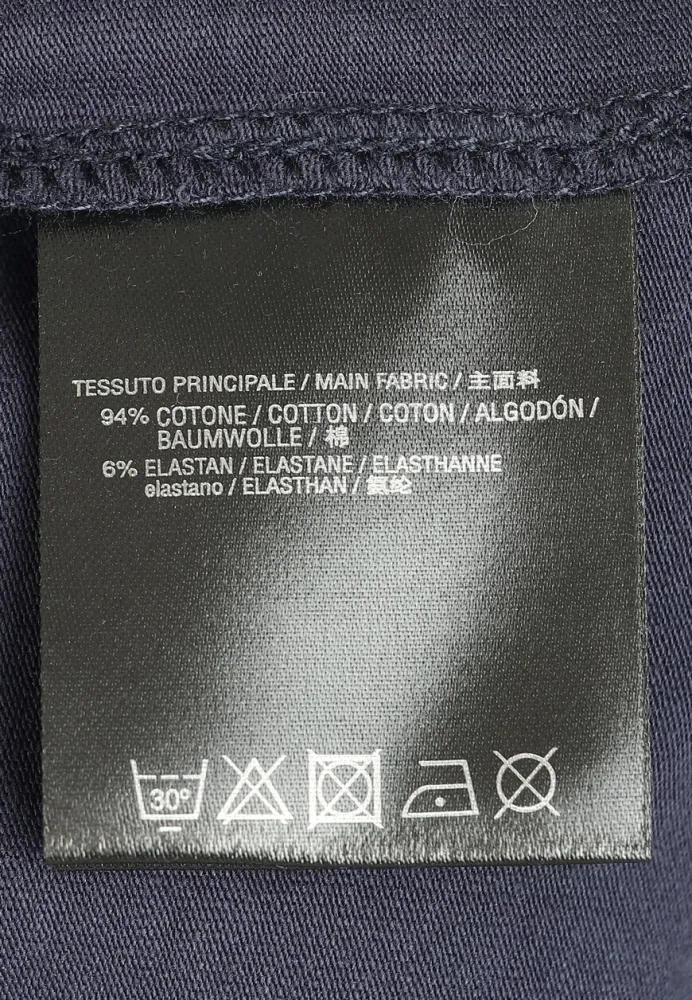 TESSUTO PRINCIPALE / MAIN FABRIC / 主面料
94% COTONE / COTTON / COTON / ALGODÓN /
BAUMWOLLE / 棉
6% ELASTAN / ELASTANE / ELASTHANNE
elastano / ELASTHAN / 氨纶
30°